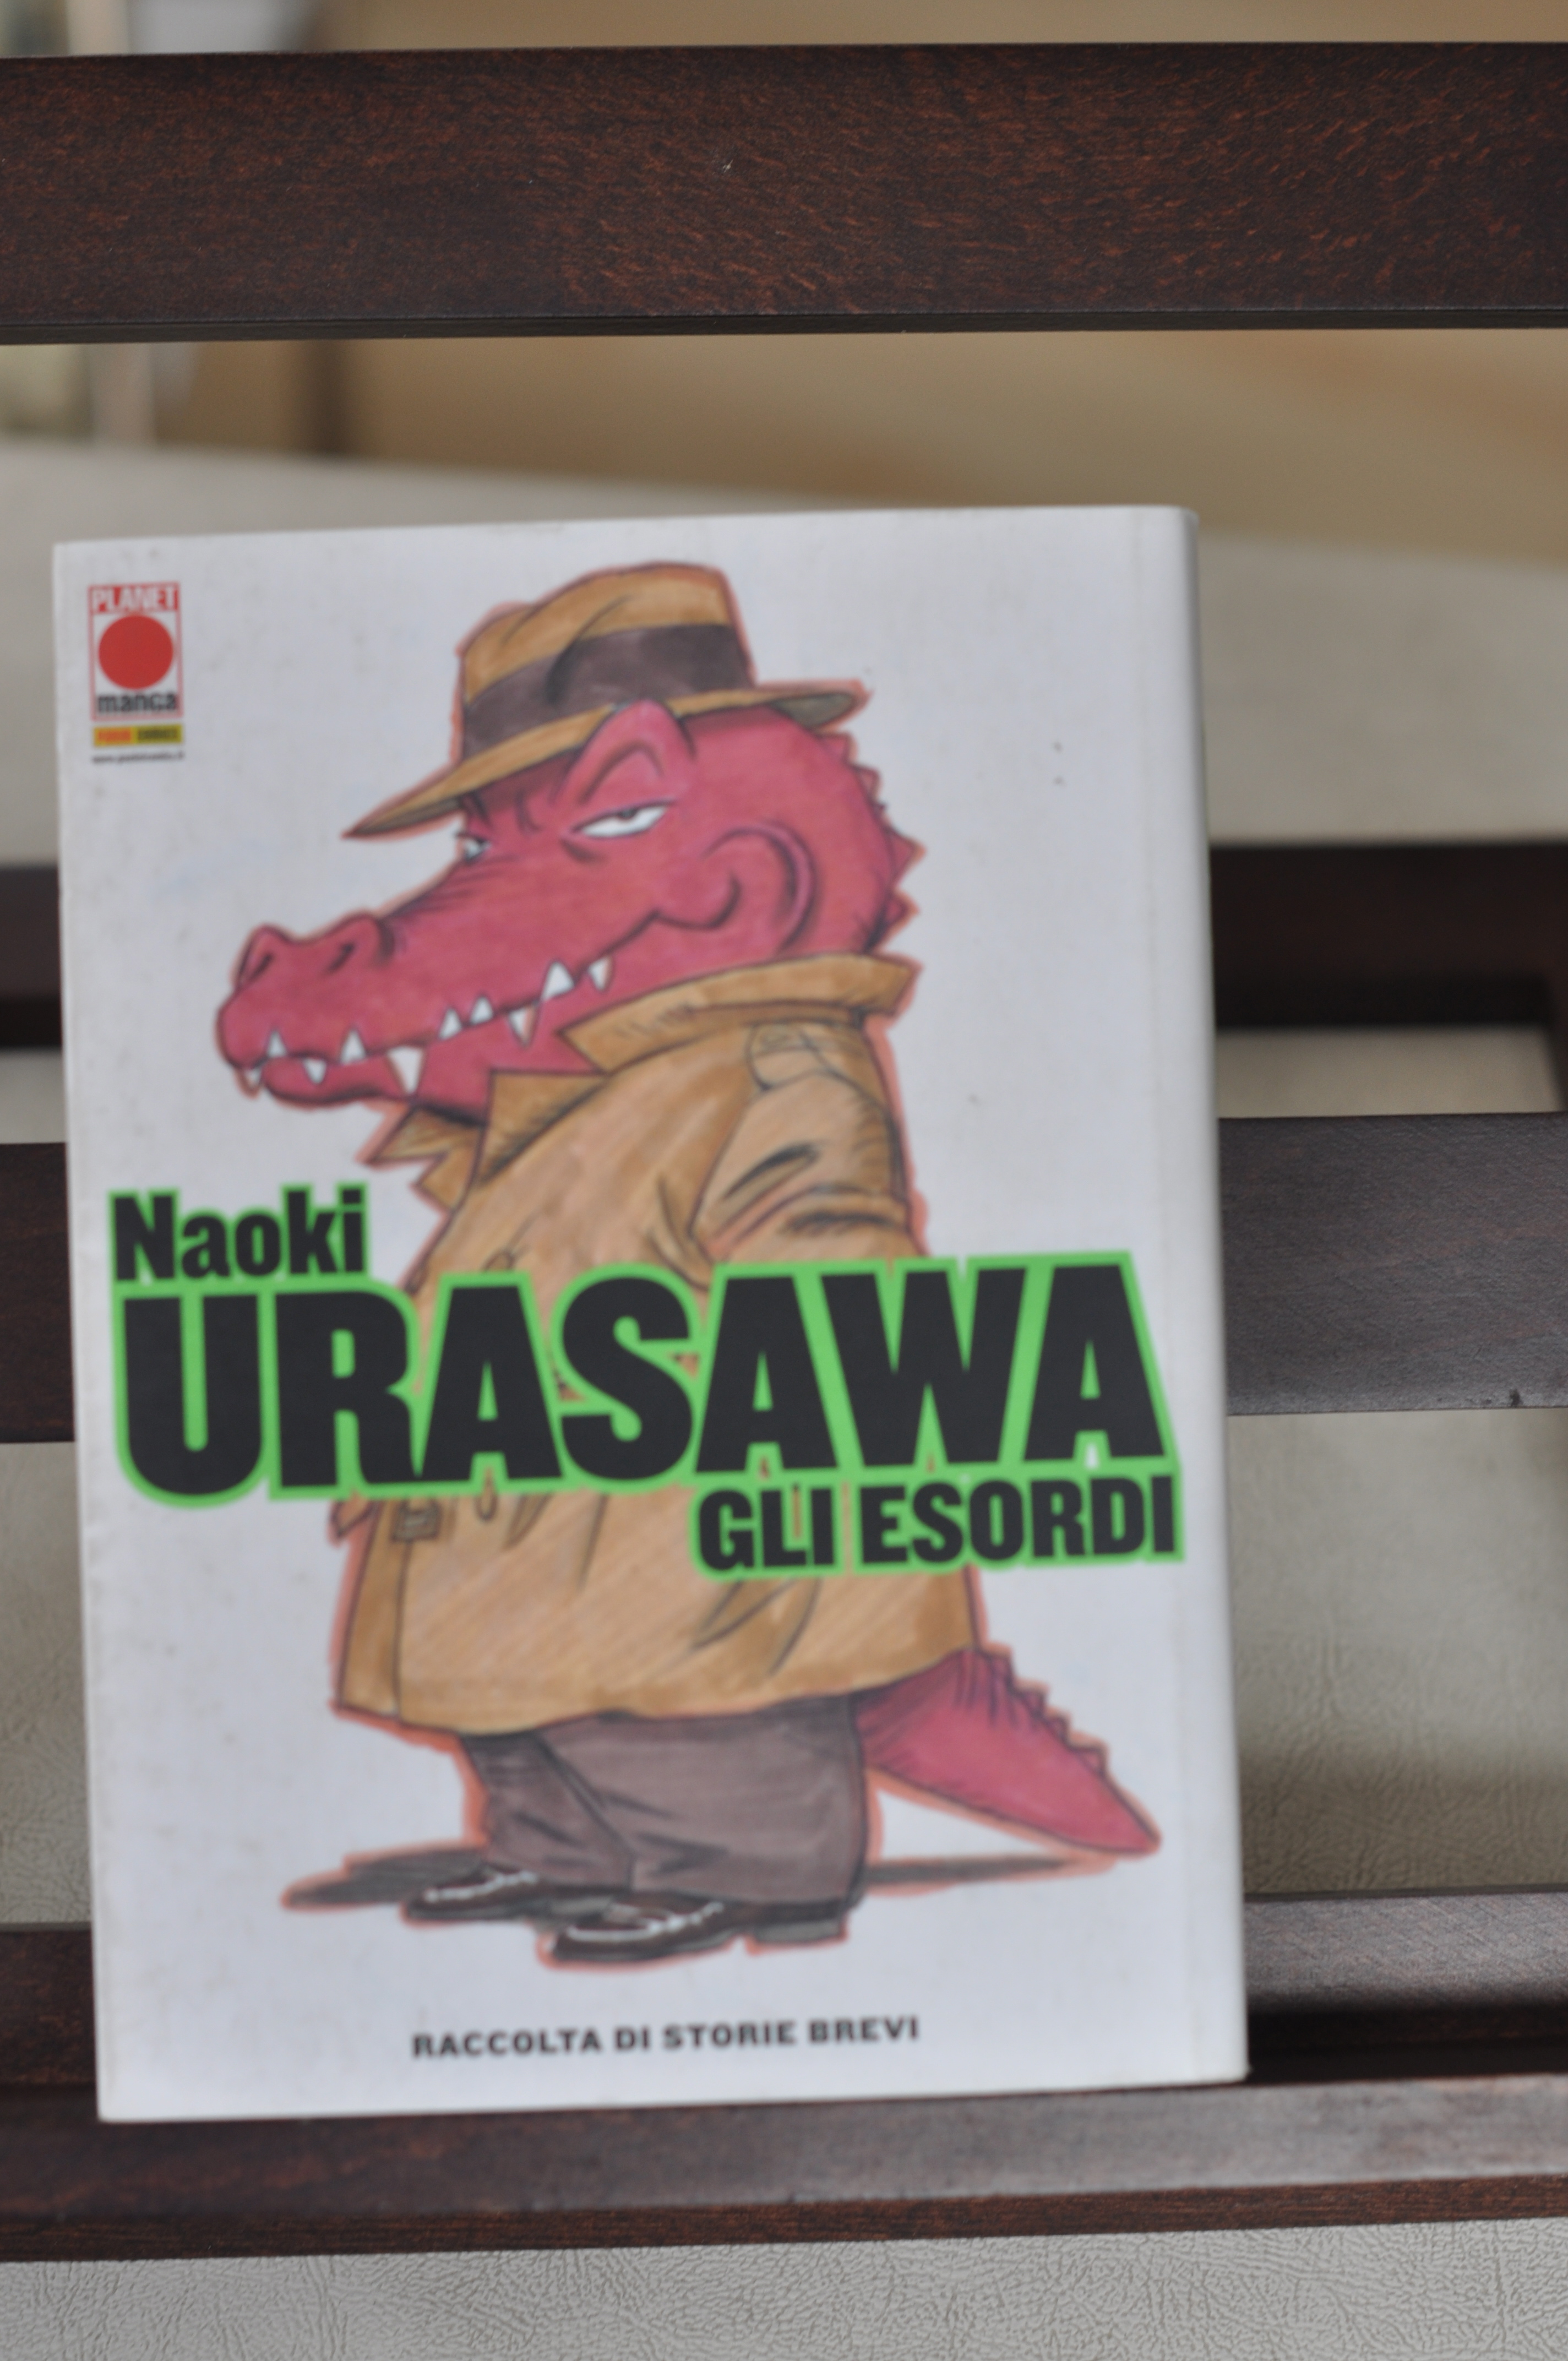 PLANET
manga
Naoki
URASAWA
GLI ESORDI
RACCOLTA DI STORIE BREVI